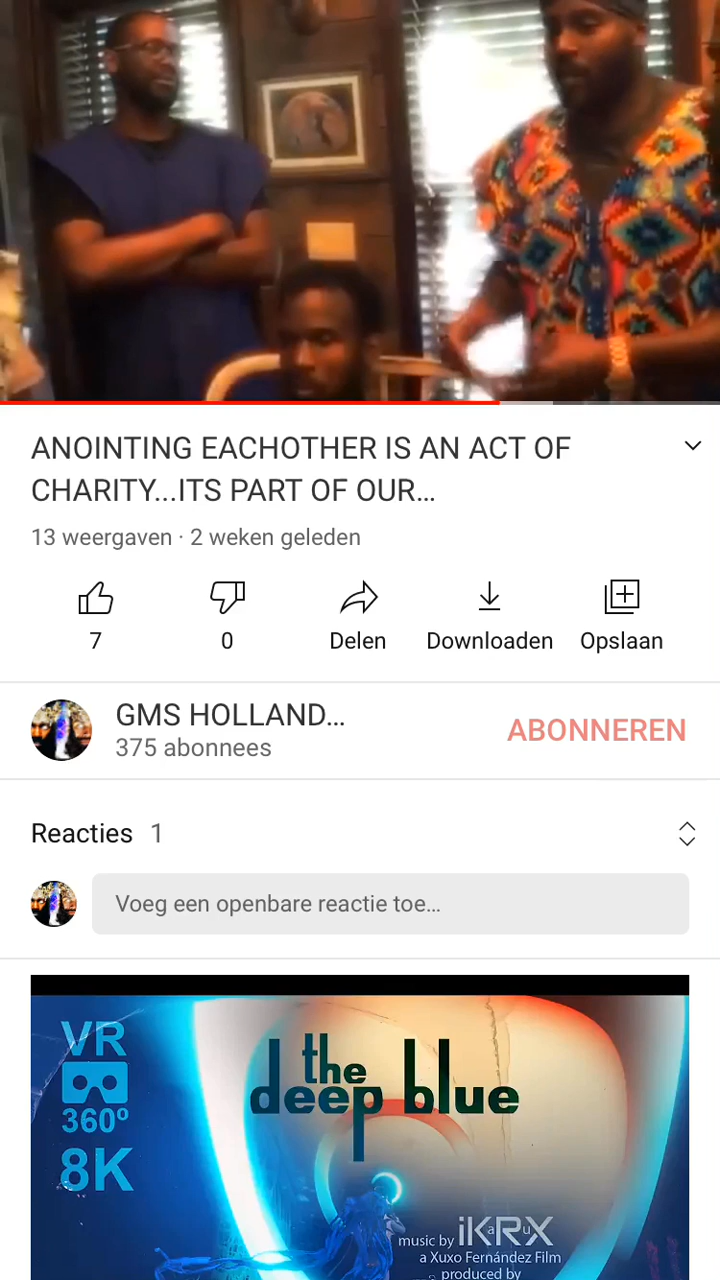 ANOINTING EACHOTHER IS AN ACT OF
CHARITY...ITS PART OF OUR...
13 weergaven · 2 weken geleden
7
0
Delen
Downloaden
Opslaan
GMS HOLLAND...
375 abonnees
ABONNEREN
Reacties 1
Voeg een openbare reactie toe...
VR
360º
8K
the
deep blue
music by iKaRuX
a Xuxo Fernández Film
produced by